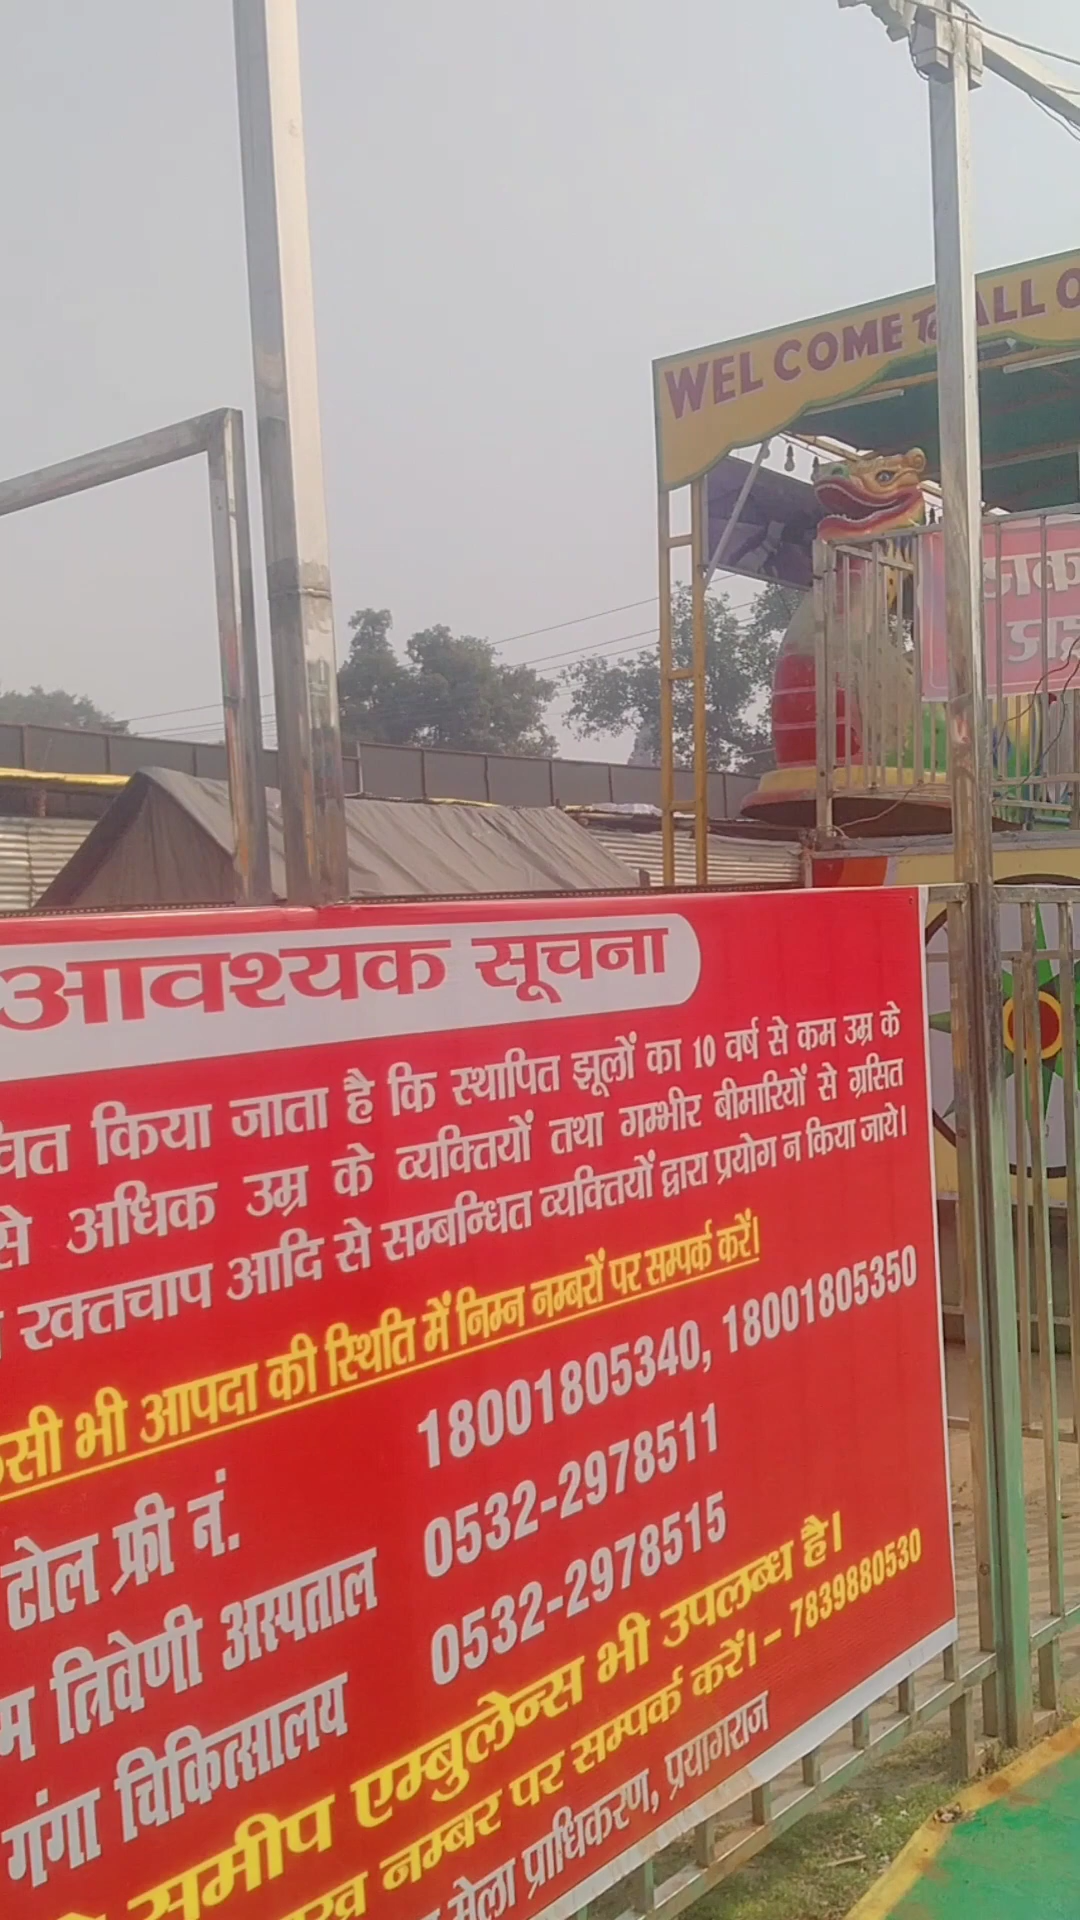 WEL COME To ALL O
आवश्यक सूचना
किया जाता है कि स्थापित झूलों का 10 वर्ष से कम उम्र के
से अधिक उम्र के व्यक्तियों तथा गम्भीर बीमारियों से ग्रसित
रक्तचाप आदि से सम्बन्धित व्यक्तियों द्वारा प्रयोग न किया जाये।
भी आपदा की स्थिति में निम्न नम्बरों पर सम्पर्क करें।
टोल फ्री नं. 18001805340, 18001805350
त्रिवेणी अस्पताल 0532-2978511
गंगा चिकित्सालय 0532-2978515
समीप एम्बुलेन्स भी उपलब्ध है।
नम्बर पर सम्पर्क करें।– 7839880530
मेला प्राधिकरण, प्रयागराज